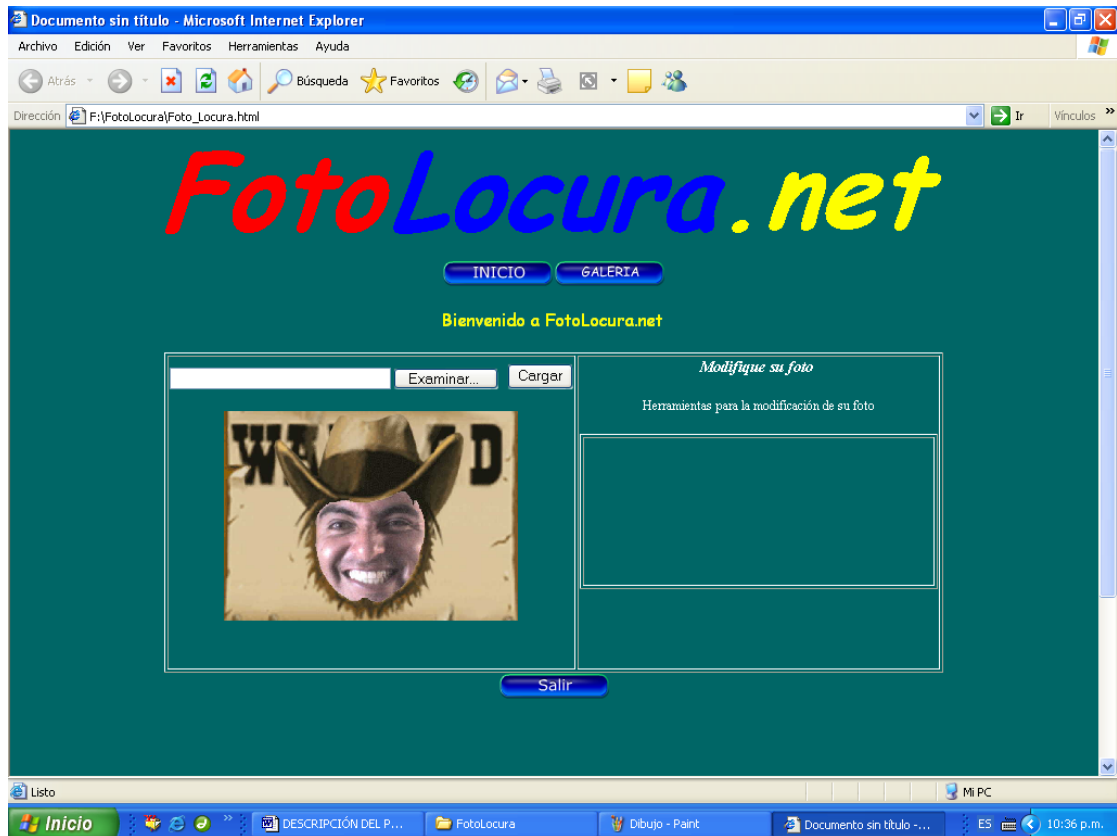 Documento sin título - Microsoft Internet Explorer
Archivo Edición Ver Favoritos Herramientas Ayuda
Atrás Búsqueda Favoritos
Dirección F:\FotoLocura\Foto_Locura.html Ir Vínculos »
FotoLocura.net
INICIO GALERIA
Bienvenido a FotoLocura.net
Examinar... Cargar
Modifique su foto
Herramientas para la modificación de su foto
WA D
Salir
Listo Mi PC
Inicio » DESCRIPCIÓN DEL P... FotoLocura Dibujo - Paint Documento sin título -... ES 10:36 p.m.